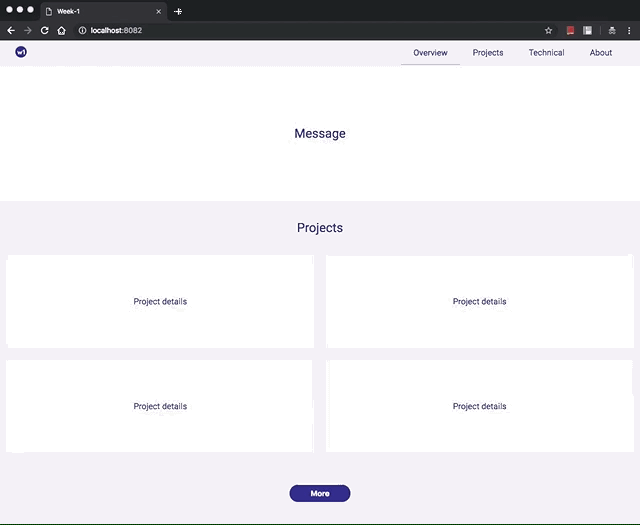 Week-1
localhost:8082
w1
Overview Projects Technical About
Message
Projects
Project details Project details
Project details Project details
More